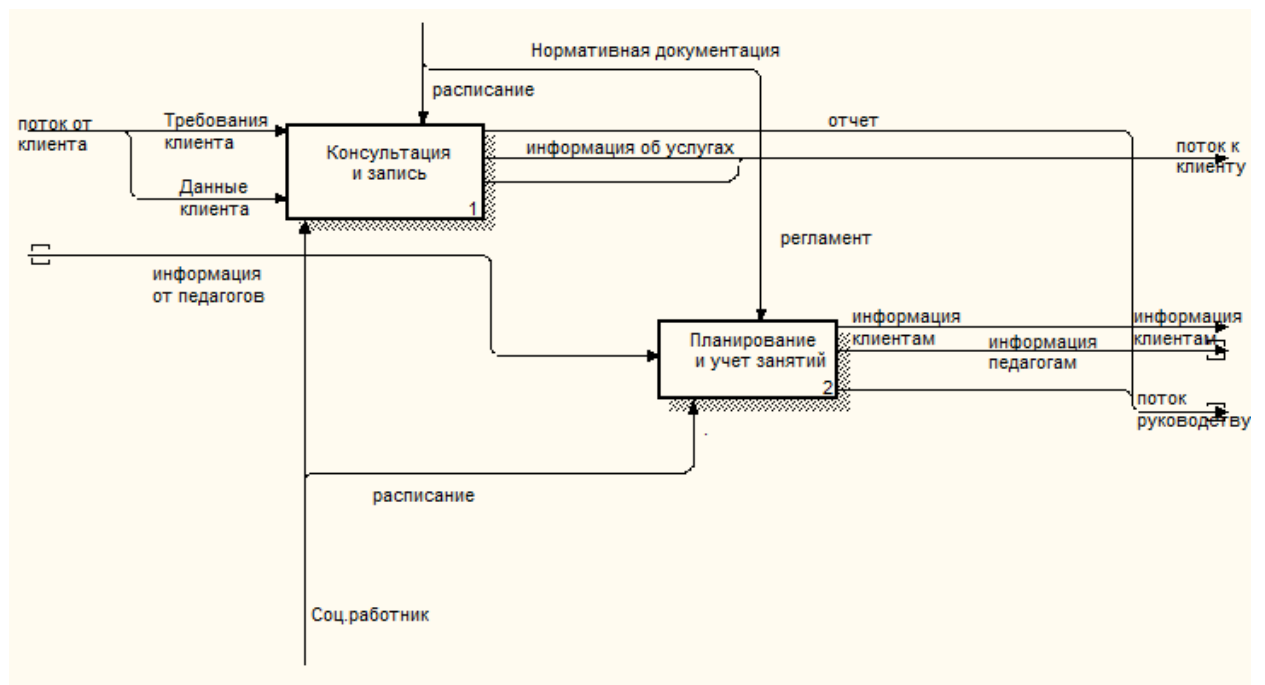 Нормативная документация
расписание
поток от
клиента
Требования
клиента
отчет
Консультация
и запись
1
информация об услугах
поток к
клиенту
Данные
клиента
регламент
информация
от педагогов
Планирование
и учет занятий
2
информация
клиентам
информация
педагогам
информация
клиентам
поток
руководству
расписание
Соц.работник